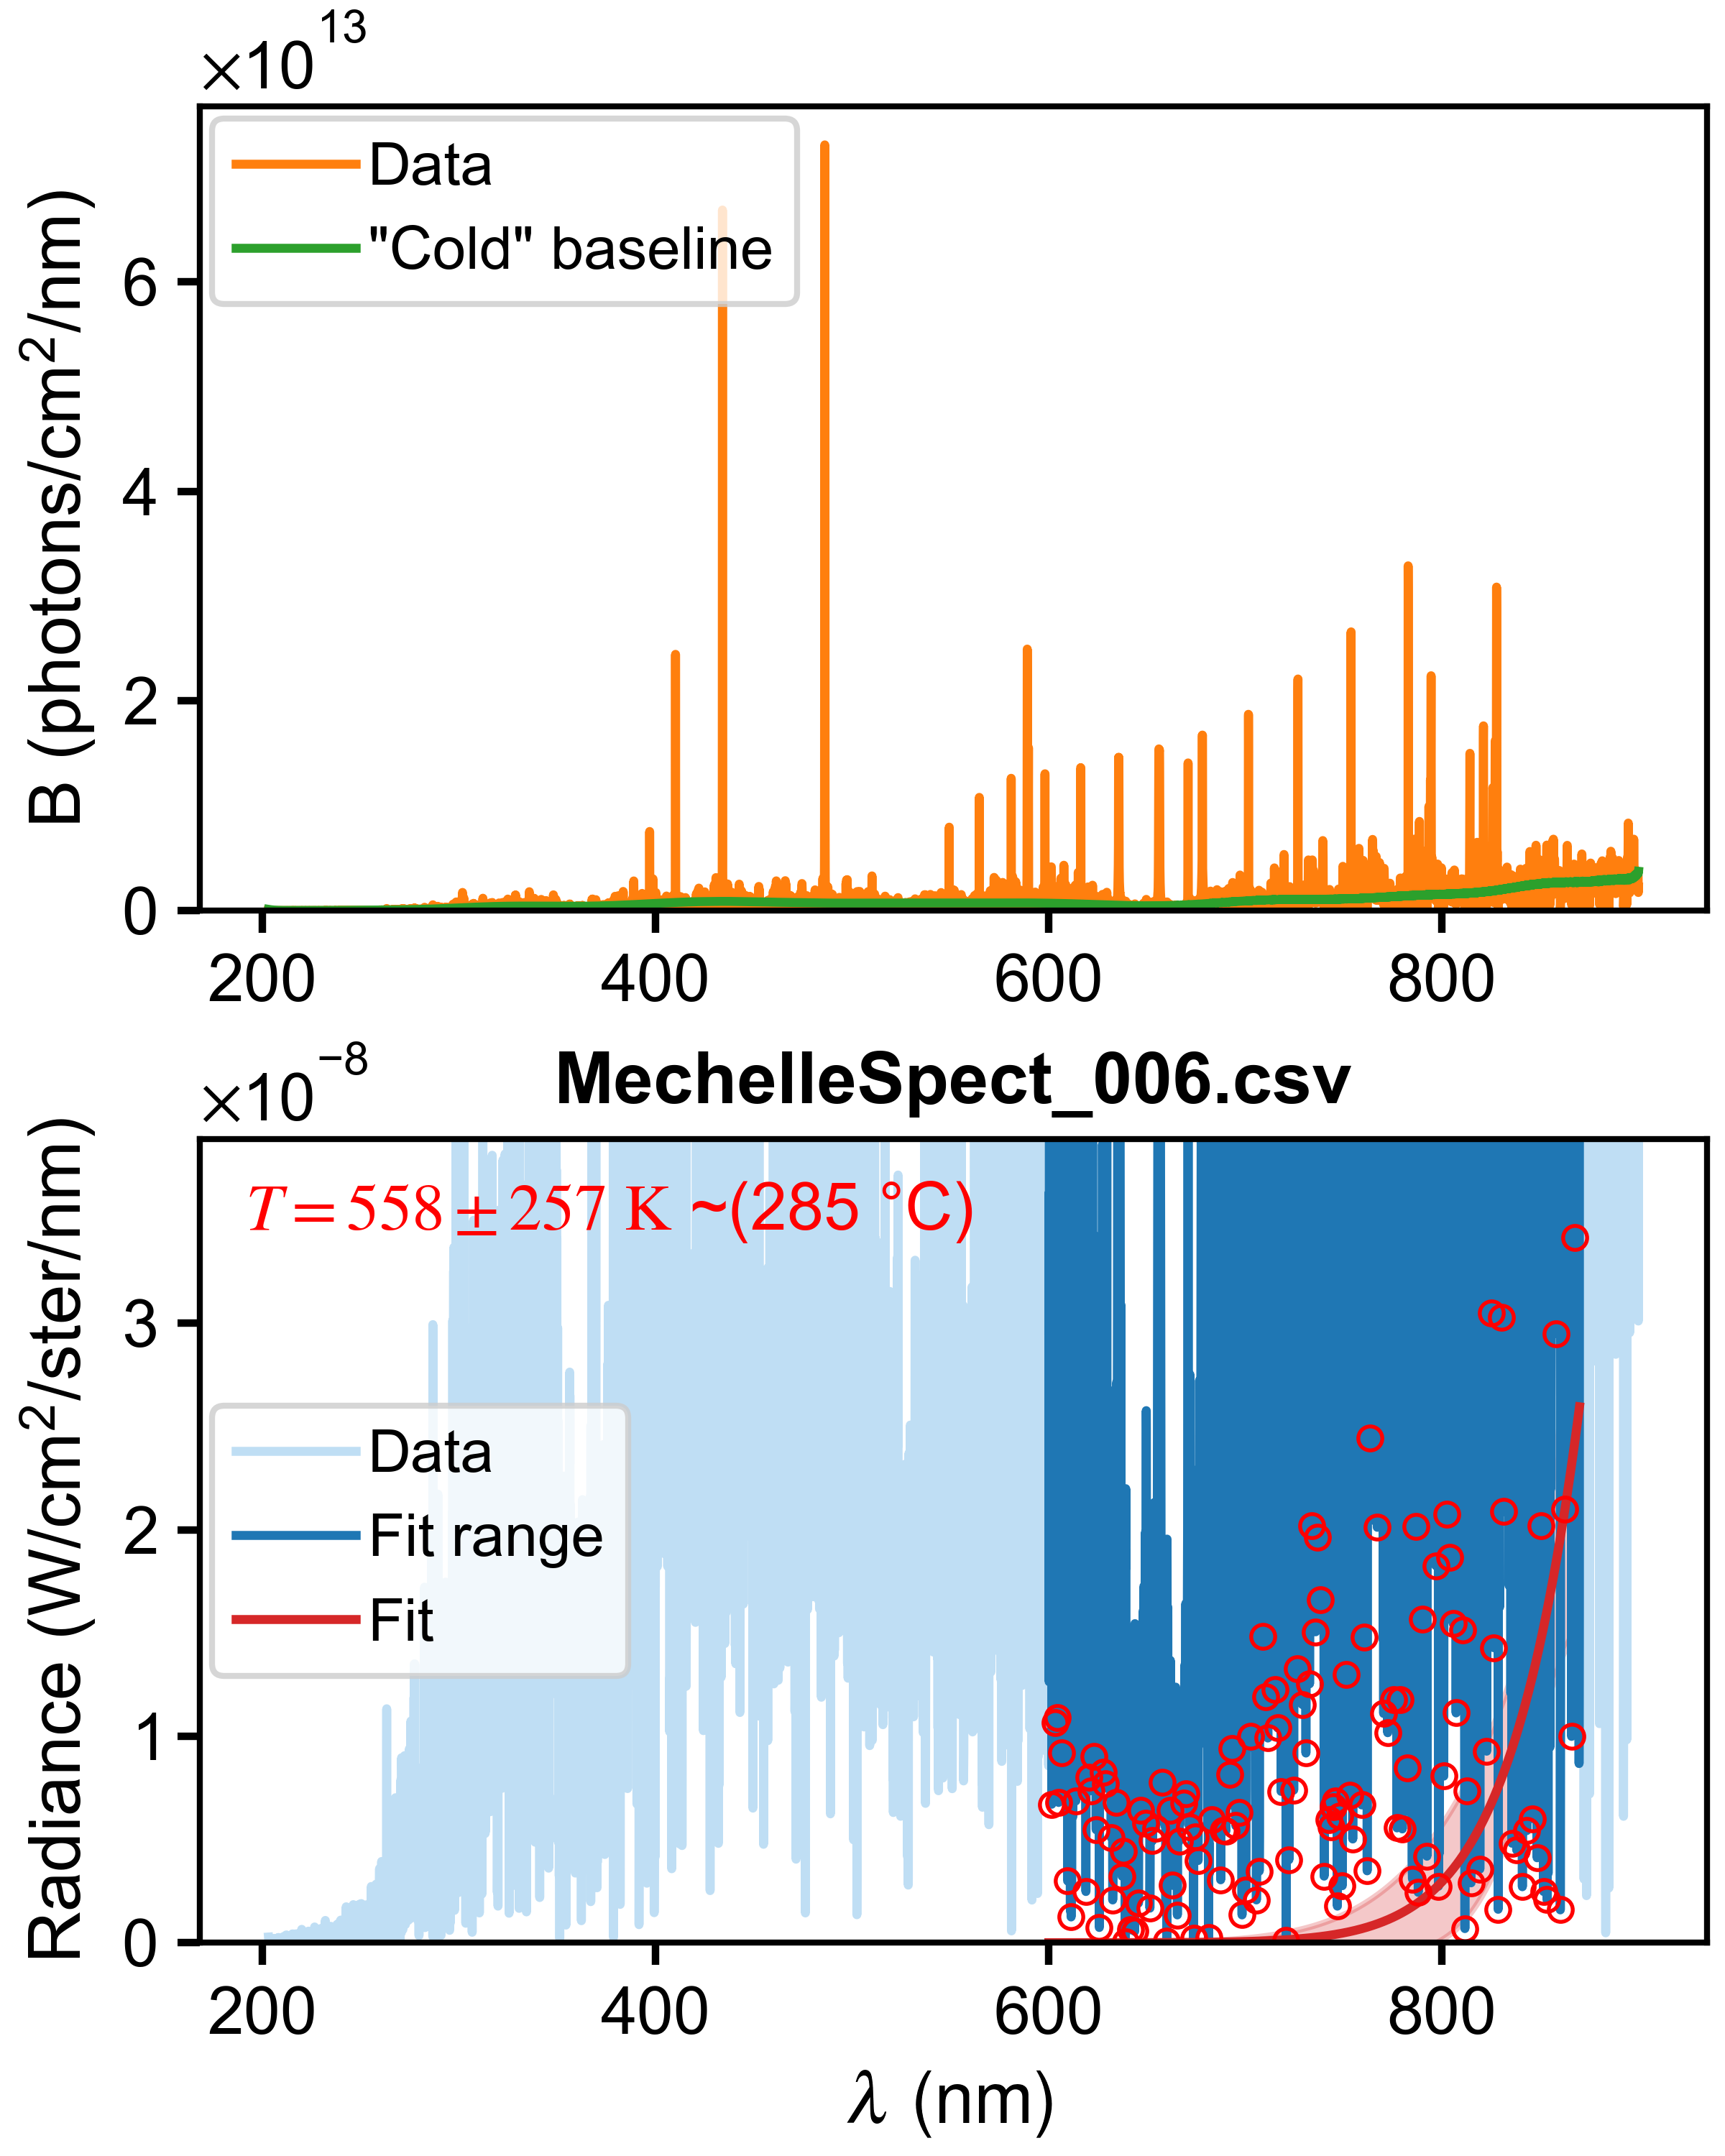 ×10^13
B (photons/cm²/nm)
Data
"Cold" baseline
6
4
2
0
200 400 600 800
×10^−8
MechelleSpect_006.csv
Radiance (W/cm²/ster/nm)
T = 558 ± 257 K ~(285 °C)
3
2
1
0
Data
Fit range
Fit
200 400 600 800
λ (nm)